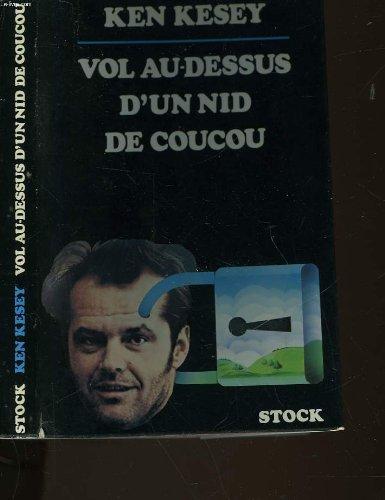 KEN KESEY
VOL AU-DESSUS
D'UN NID
DE COUCOU
STOCK
STOCK KEN KESEY VOL AU-DESSUS D'UN NID DE COUCOU